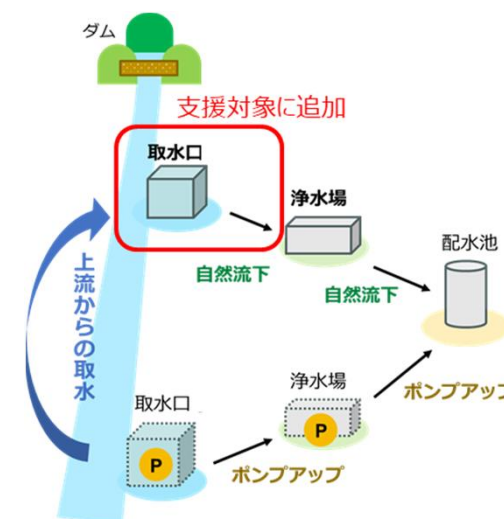 ダム
支援対象に追加
取水口
浄水場
配水池
自然流下
自然流下
上流からの取水
浄水場
ポンプアップ
取水口
P
P
ポンプアップ